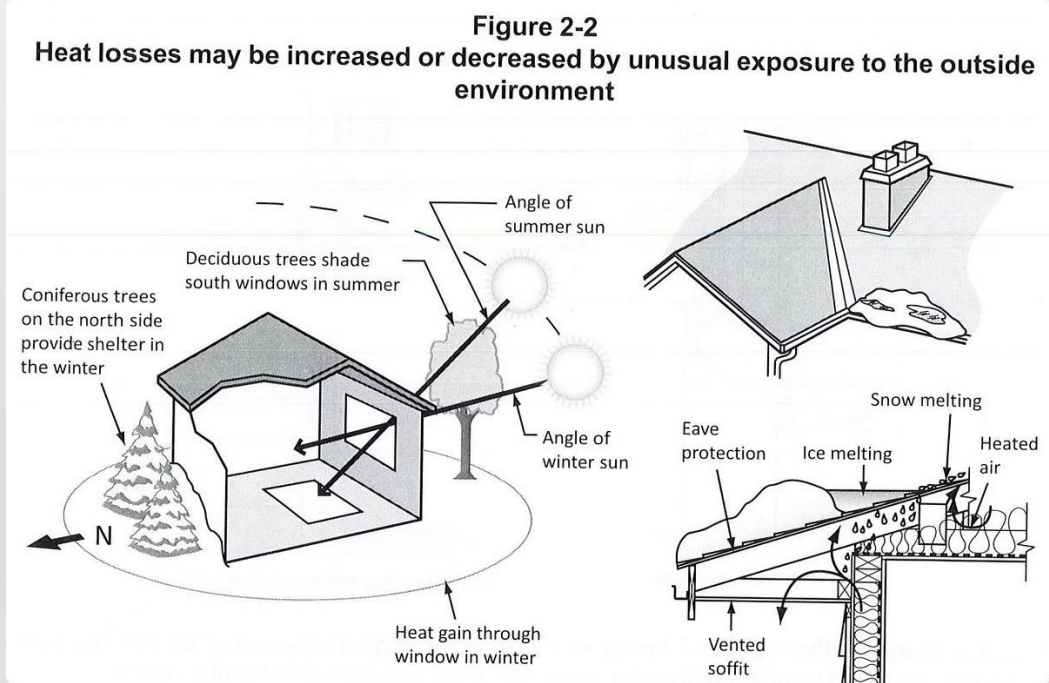 Figure 2-2
Heat losses may be increased or decreased by unusual exposure to the outside
environment
Angle of
summer sun
Deciduous trees shade
south windows in summer
Coniferous trees
on the north side
provide shelter in
the winter
Angle of
winter sun
N
Heat gain through
window in winter
Snow melting
Eave
protection
Ice melting
Heated
air
Vented
soffit